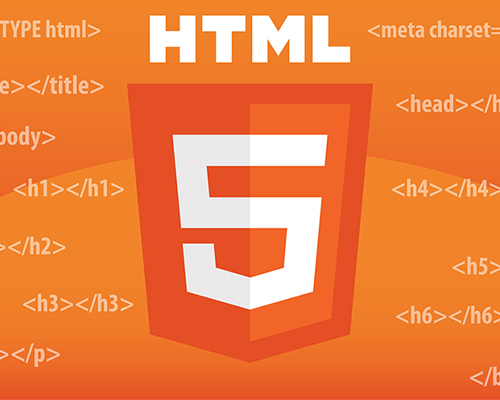 HTML
TYPE html>
<meta charset=
e></title>
<head></h
body>
5
<h1></h1>
<h4></h4>
></h2>
<h5>
<h3></h3>
<h6></h6>
></p>
</b